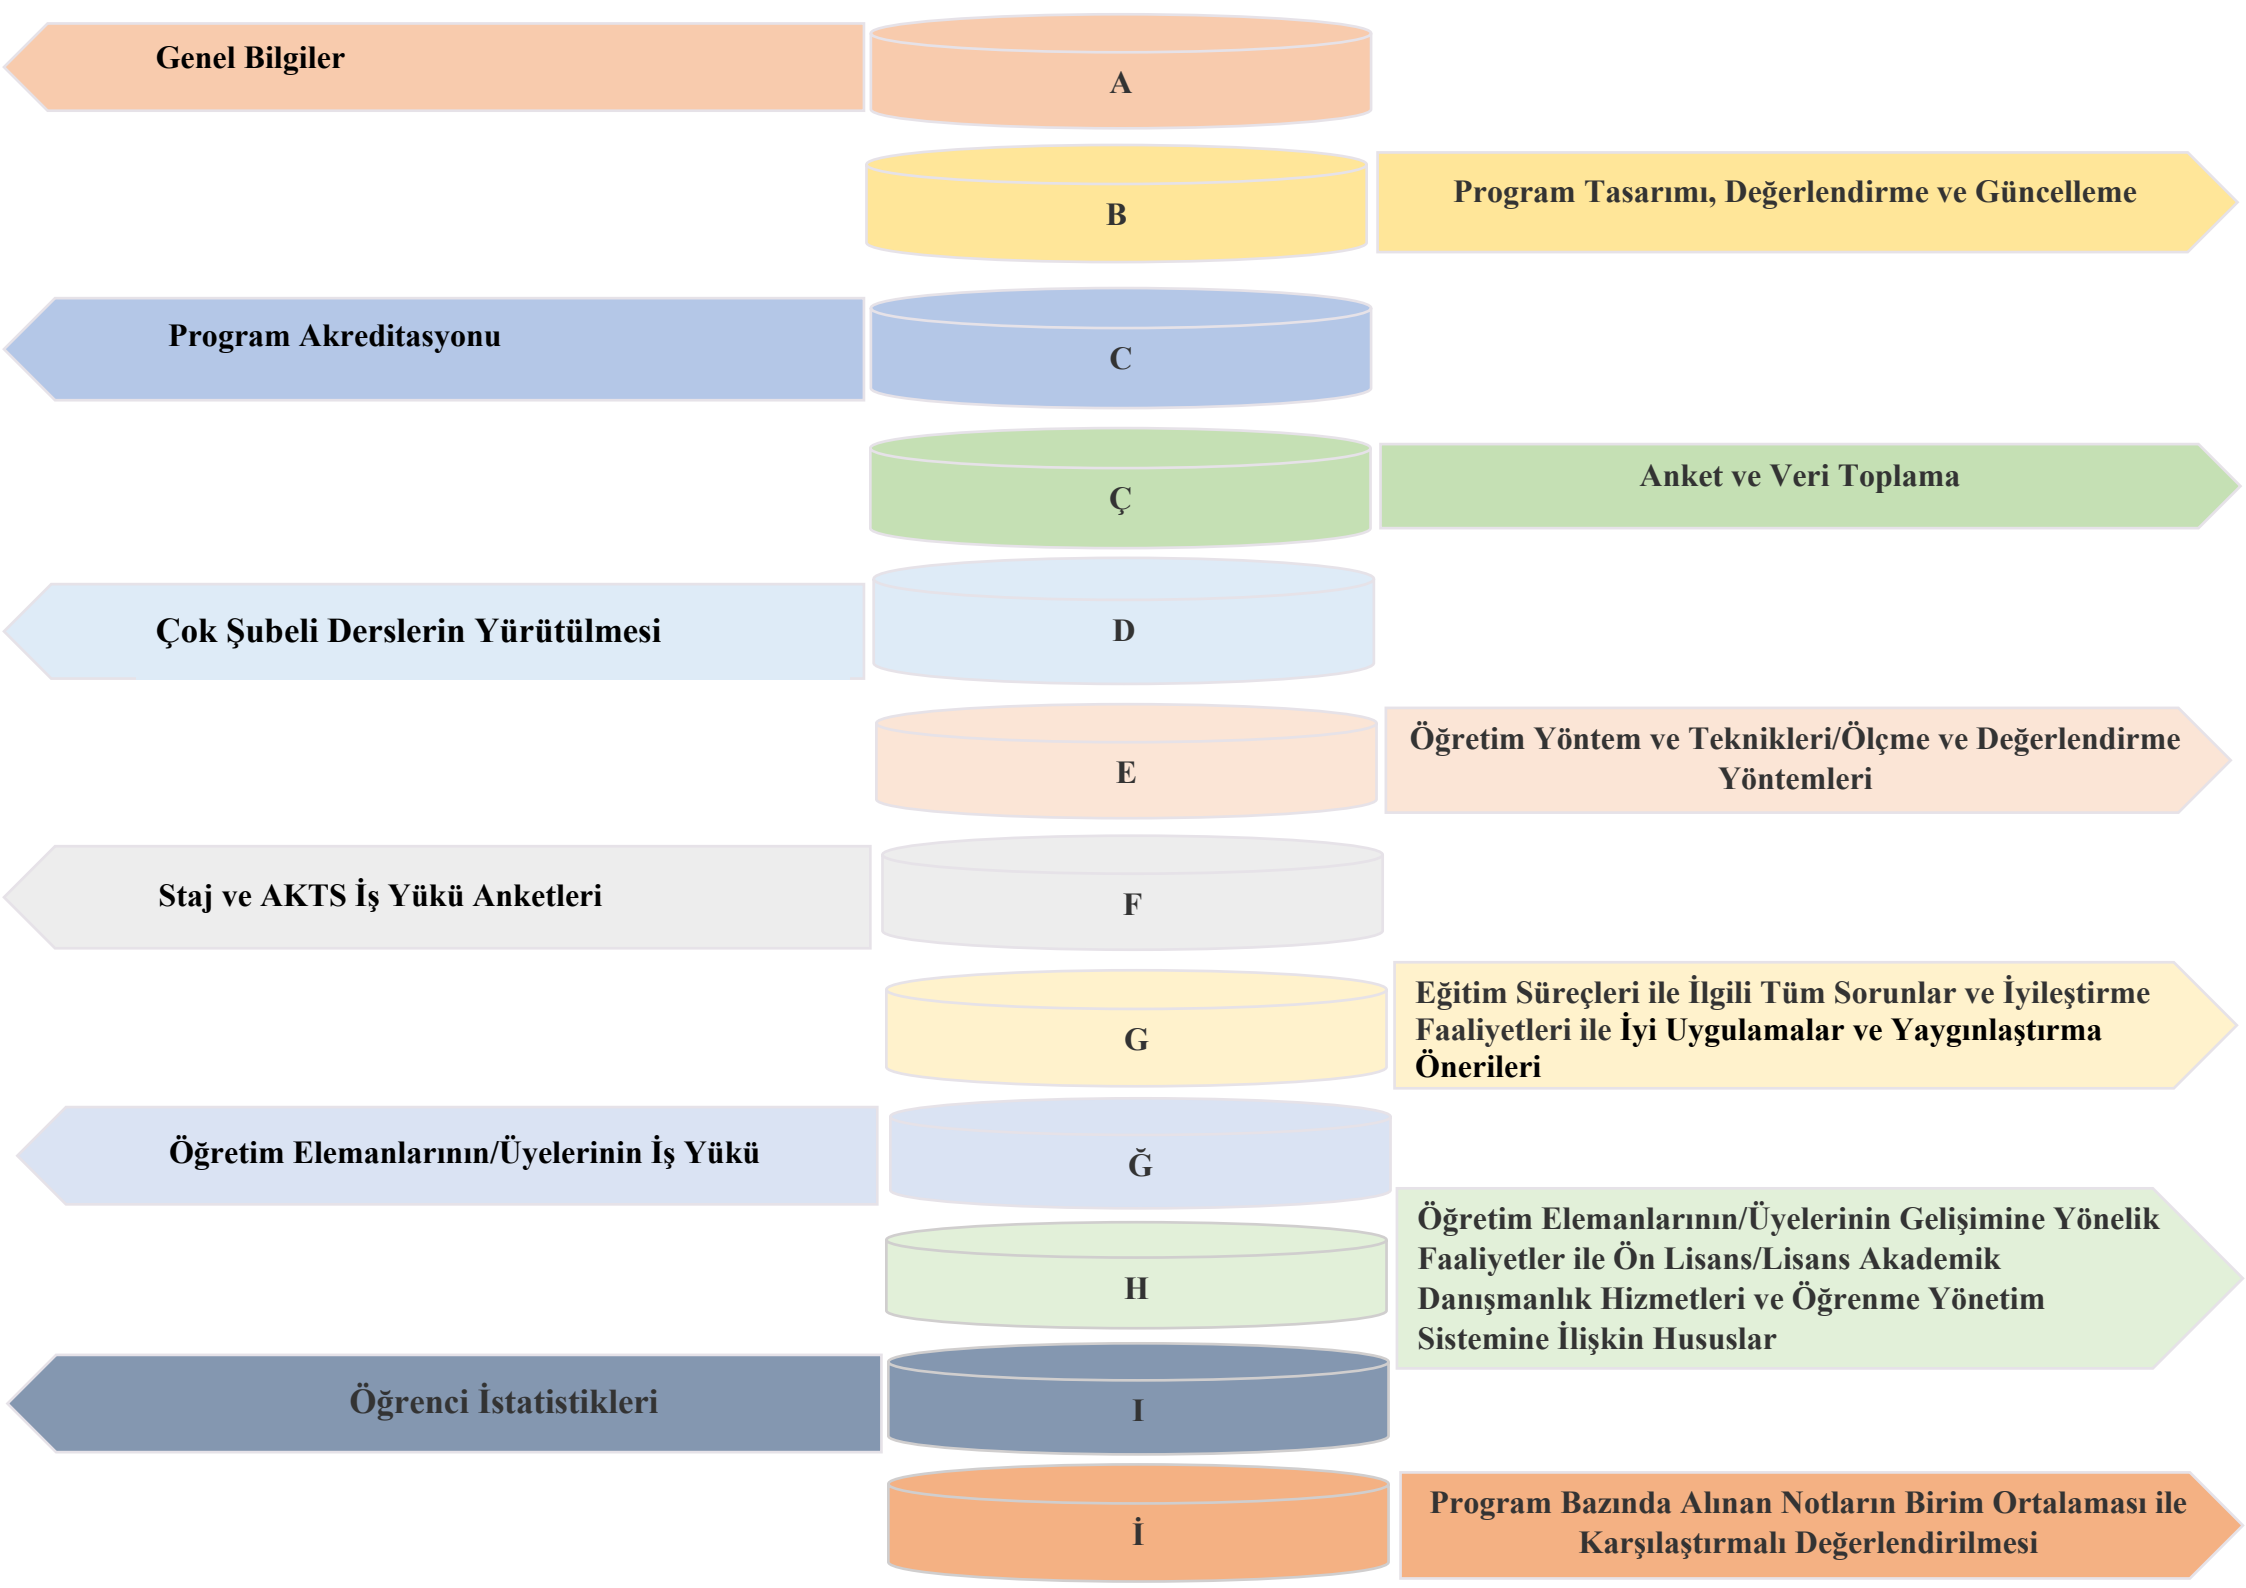 Genel Bilgiler
A
B
Program Tasarımı, Değerlendirme ve Güncelleme
Program Akreditasyonu
C
Ç
Anket ve Veri Toplama
Çok Şubeli Derslerin Yürütülmesi
D
E
Öğretim Yöntem ve Teknikleri/Ölçme ve Değerlendirme
Yöntemleri
Staj ve AKTS İş Yükü Anketleri
F
G
Eğitim Süreçleri ile İlgili Tüm Sorunlar ve İyileştirme
Faaliyetleri ile İyi Uygulamalar ve Yaygınlaştırma
Önerileri
Öğretim Elemanlarının/Üyelerinin İş Yükü
Ğ
H
Öğretim Elemanlarının/Üyelerinin Gelişimine Yönelik
Faaliyetler ile Ön Lisans/Lisans Akademik
Danışmanlık Hizmetleri ve Öğrenme Yönetim
Sistemine İlişkin Hususlar
Öğrenci İstatistikleri
I
İ
Program Bazında Alınan Notların Birim Ortalaması ile
Karşılaştırmalı Değerlendirilmesi